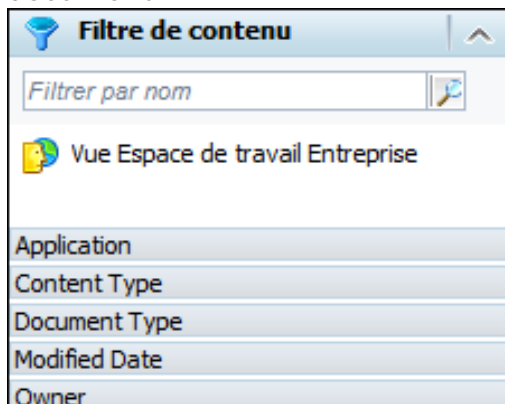 Filtre de contenu
Filtrer par nom
Vue Espace de travail Entreprise
Application
Content Type
Document Type
Modified Date
Owner